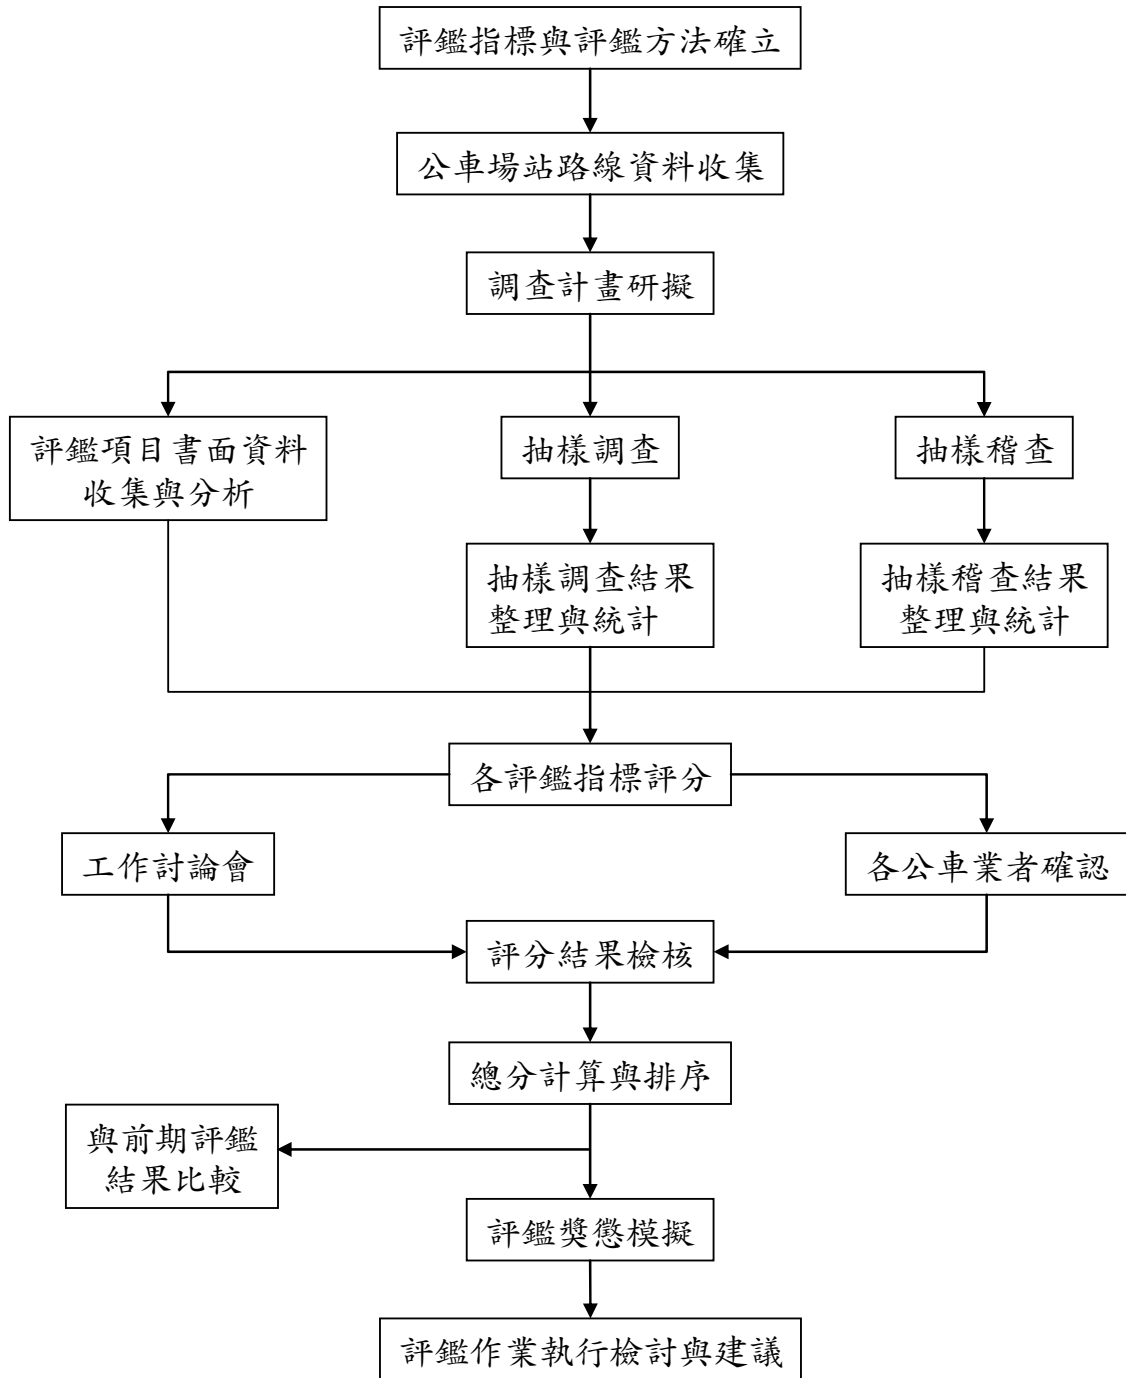 評鑑指標與評鑑方法確立
公車場站路線資料收集
調查計畫研擬
評鑑項目書面資料
收集與分析
抽樣調查
抽樣稽查
抽樣調查結果
整理與統計
抽樣稽查結果
整理與統計
各評鑑指標評分
工作討論會
各公車業者確認
評分結果檢核
總分計算與排序
與前期評鑑
結果比較
評鑑獎懲模擬
評鑑作業執行檢討與建議